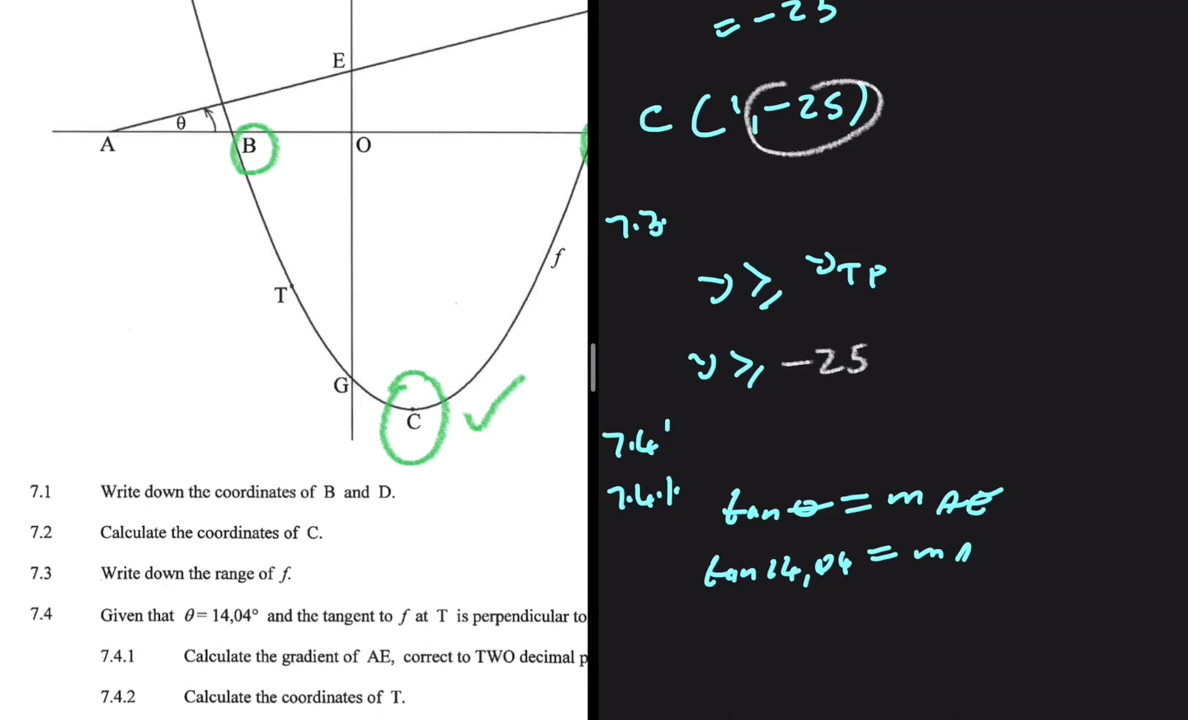 E
θ
A
B
O
f
T
G
C
7.1 Write down the coordinates of B and D.
7.2 Calculate the coordinates of C.
7.3 Write down the range of f.
7.4 Given that θ= 14,04° and the tangent to f at T is perpendicular to
7.4.1 Calculate the gradient of AE, correct to TWO decimal p
7.4.2 Calculate the coordinates of T.
= -25
C (1,-25)
7.3.
y ≥ yTP
y ≥ -25
7.4
7.4.1.
tan θ = m AE
tan 14,04 = m A